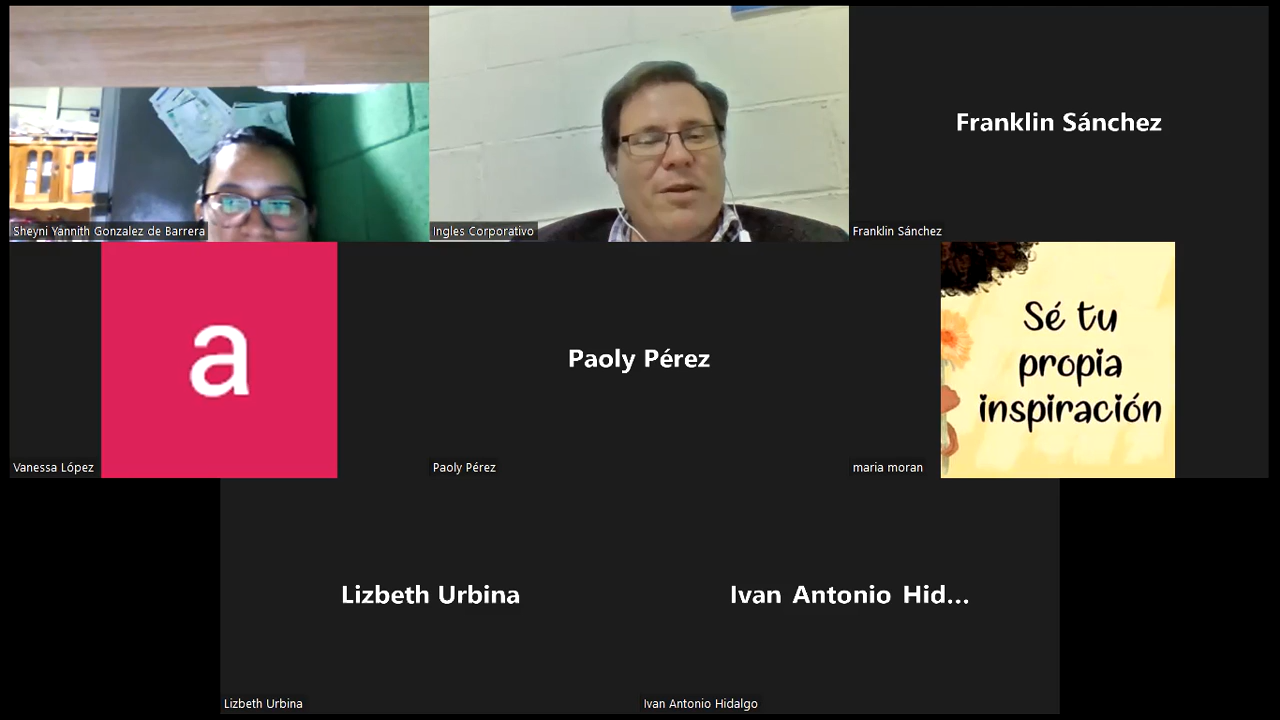 Sheyni Yannith Gonzalez de Barrera
Ingles Corporativo
Franklin Sánchez
Franklin Sánchez
a
Vanessa López
Paoly Pérez
Paoly Pérez
maria moran
Sé tu
propia
inspiración
Lizbeth Urbina
Lizbeth Urbina
Ivan Antonio Hid...
Ivan Antonio Hidalgo